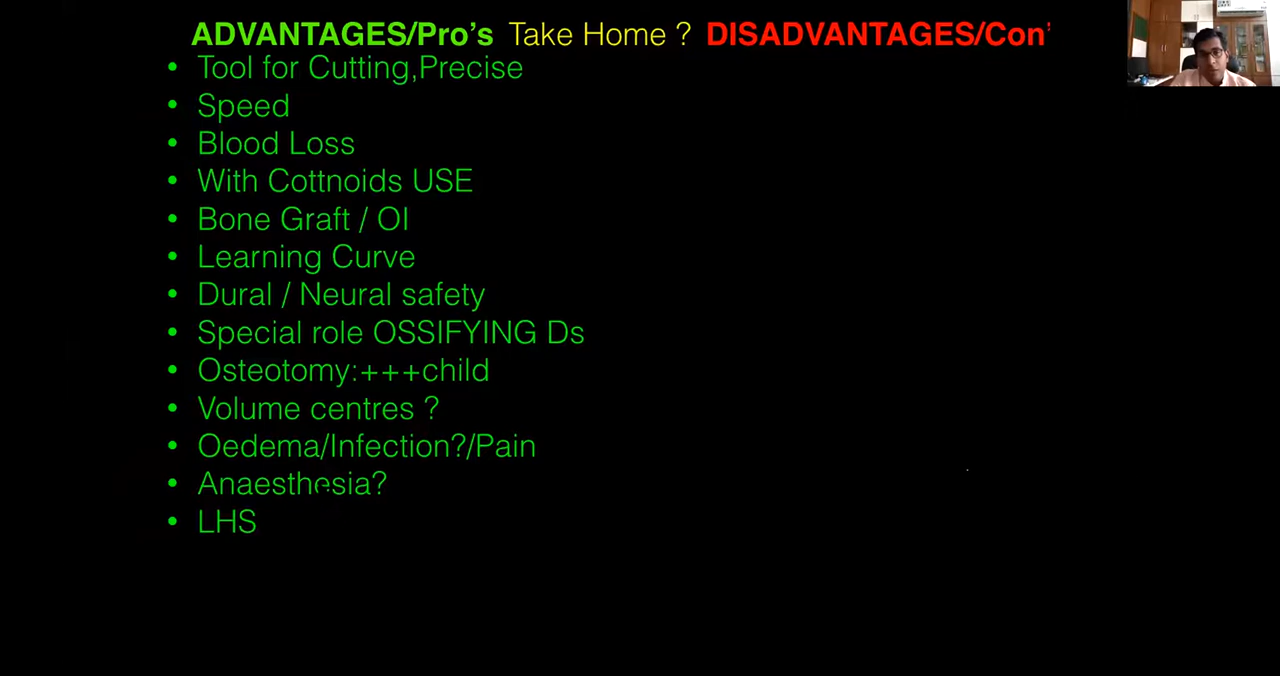 ADVANTAGES/Pro's Take Home ? DISADVANTAGES/Con'
• Tool for Cutting,Precise
• Speed
• Blood Loss
• With Cottnoids USE
• Bone Graft / OI
• Learning Curve
• Dural / Neural safety
• Special role OSSIFYING Ds
• Osteotomy:+++child
• Volume centres ?
• Oedema/Infection?/Pain
• Anaesthesia?
• LHS